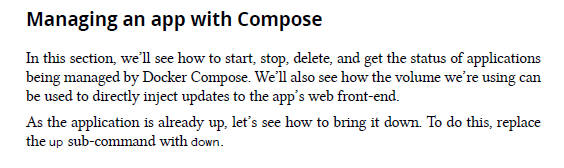 Managing an app with Compose
In this section, we’ll see how to start, stop, delete, and get the status of applications
being managed by Docker Compose. We’ll also see how the volume we’re using can
be used to directly inject updates to the app’s web front-end.
As the application is already up, let’s see how to bring it down. To do this, replace
the up sub-command with down.